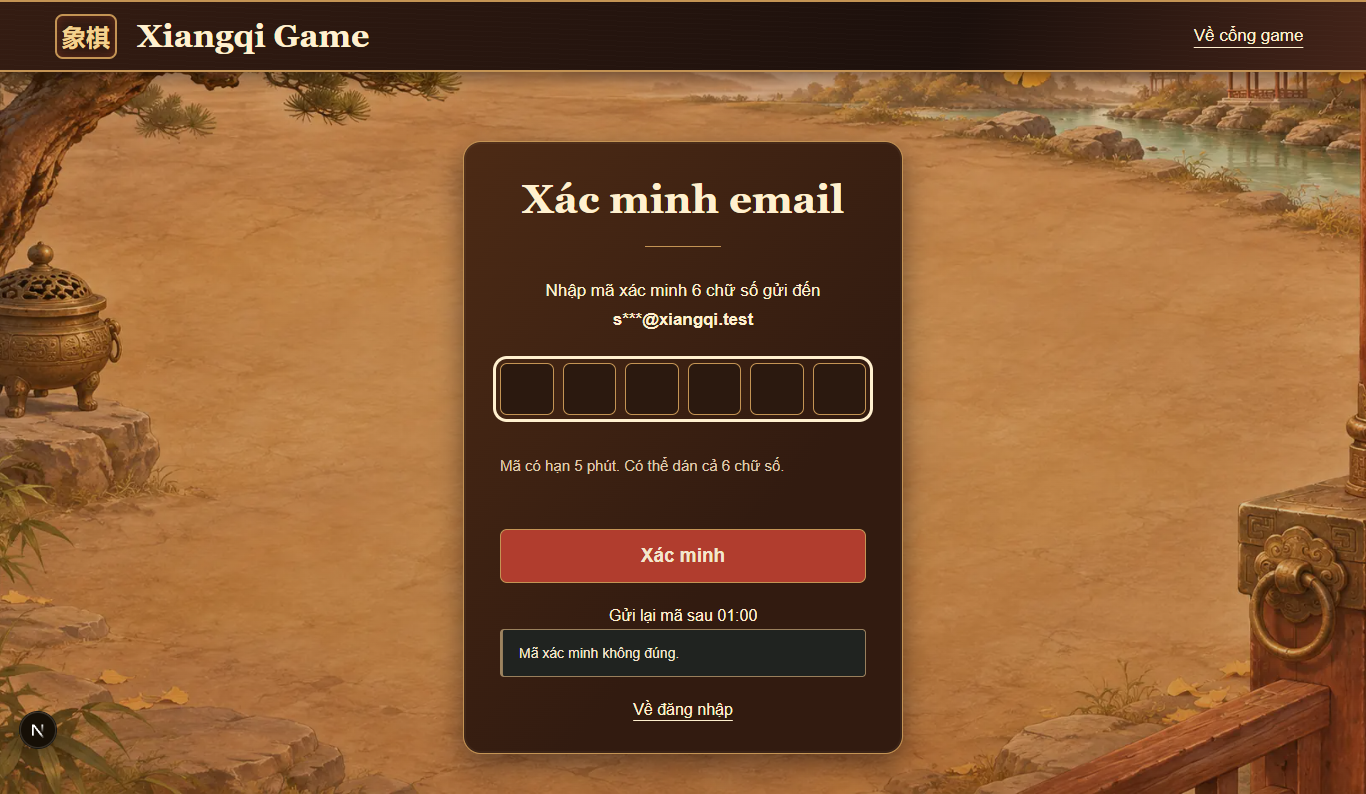 象棋 Xiangqi Game
Về cổng game
Xác minh email
Nhập mã xác minh 6 chữ số gửi đến
s***@xiangqi.test
Mã có hạn 5 phút. Có thể dán cả 6 chữ số.
Xác minh
Gửi lại mã sau 01:00
Mã xác minh không đúng.
Về đăng nhập
N